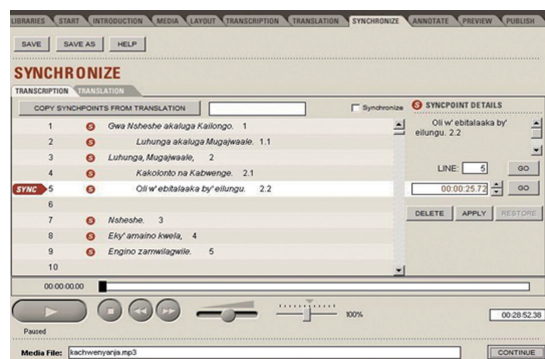 LIBRARIES START INTRODUCTION MEDIA LAYOUT TRANSCRIPTION TRANSLATION SYNCHRONIZE ANNOTATE PREVIEW PUBLISH
SAVE SAVE AS HELP
SYNCHRONIZE
TRANSCRIPTION TRANSLATION
COPY SYNCHPOINTS FROM TRANSLATION Synchronize
1 S Gwa Nsheshe akaluga Kailongo. 1
2 S Luhunga akaluga Mugajwaale. 1.1
3 S Luhunga, Mugajwaale, 2
4 S Kakolonto na Kabwenge. 2.1
SYNC 5 S Oli w' ebitalaaka by' eilungu. 2.2
6
7 S Nsheshe. 3
8 S Eky' amaino kwela, 4
9 S Engino zamwilagwile. 5
10
S SYNCPOINT DETAILS
Oli w' ebitalaaka by'
eilungu. 2.2
LINE: 5 GO
00:00:25.72 GO
DELETE APPLY RESTORE
00:00:00.00
100%
00:28:52.38
Paused
Media File: kachwenyanja.mp3 CONTINUE